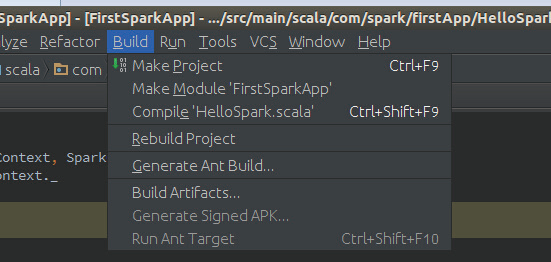 SparkApp] - [FirstSparkApp] - .../src/main/scala/com/spark/firstApp/HelloSpark
lyze Refactor Build Run Tools VCS Window Help
scala com
Make Project Ctrl+F9
Make Module 'FirstSparkApp'
Compile 'HelloSpark.scala' Ctrl+Shift+F9
Rebuild Project
Generate Ant Build...
Build Artifacts...
Generate Signed APK...
Run Ant Target Ctrl+Shift+F10
Context, Spark
ontext._